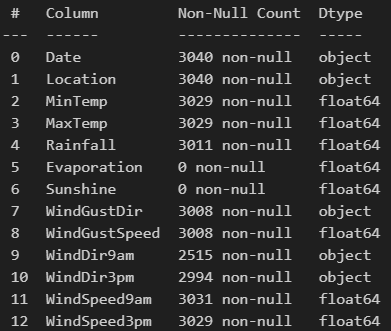 #   Column         Non-Null Count  Dtype
---  ------         --------------  -----
0   Date           3040 non-null   object
1   Location       3040 non-null   object
2   MinTemp        3029 non-null   float64
3   MaxTemp        3029 non-null   float64
4   Rainfall       3011 non-null   float64
5   Evaporation    0 non-null      float64
6   Sunshine       0 non-null      float64
7   WindGustDir    3008 non-null   object
8   WindGustSpeed  3008 non-null   float64
9   WindDir9am     2515 non-null   object
10  WindDir3pm     2994 non-null   object
11  WindSpeed9am   3031 non-null   float64
12  WindSpeed3pm   3029 non-null   float64